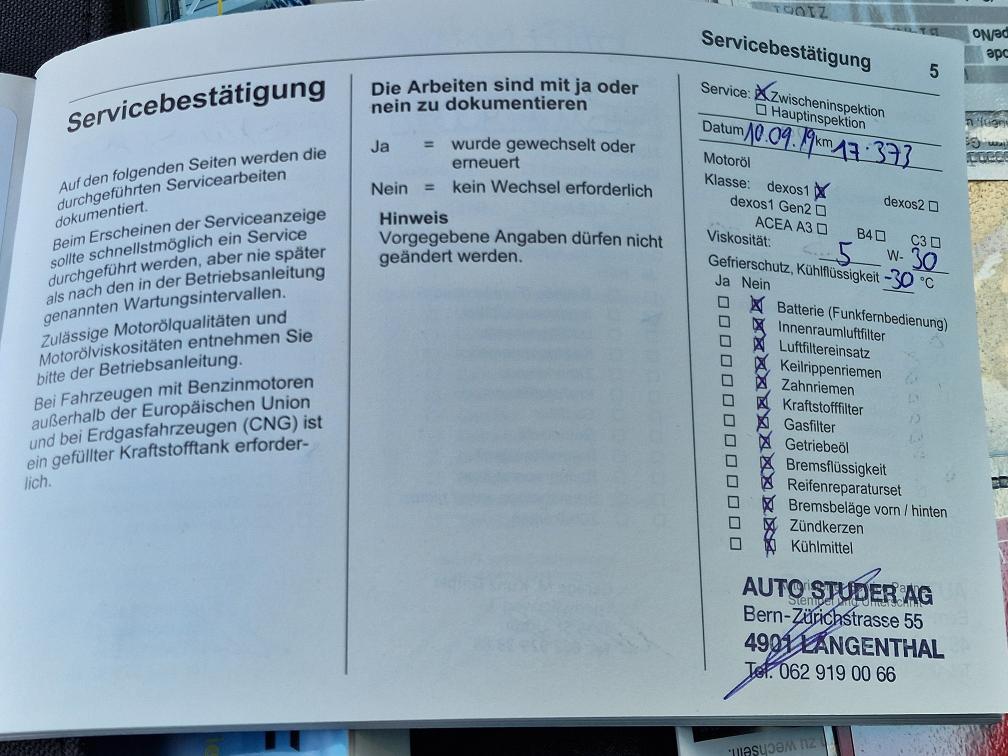 Servicebestätigung
5
Servicebestätigung
Auf den folgenden Seiten werden die
durchgeführten Servicearbeiten
dokumentiert.
Beim Erscheinen der Serviceanzeige
sollte schnellstmöglich ein Service
durchgeführt werden, aber nie später
als nach den in der Betriebsanleitung
genannten Wartungsintervallen.
Zulässige Motorölqualitäten und
Motorölviskositäten entnehmen Sie
bitte der Betriebsanleitung.
Bei Fahrzeugen mit Benzinmotoren
außerhalb der Europäischen Union
und bei Erdgasfahrzeugen (CNG) ist
ein gefüllter Kraftstofftank erforder-
lich.
Die Arbeiten sind mit ja oder
nein zu dokumentieren
Ja = wurde gewechselt oder
erneuert
Nein = kein Wechsel erforderlich
Hinweis
Vorgegebene Angaben dürfen nicht
geändert werden.
Service: ☒ Zwischeninspektion
☐ Hauptinspektion
Datum 10.09.19 km 17.373
Motoröl
Klasse: dexos1 ☒ dexos2 ☐
dexos1 Gen2 ☐
ACEA A3 ☐ B4 ☐ C3 ☐
Viskosität: 5 W- 30
Gefrierschutz, Kühlflüssigkeit -30 °C
Ja Nein
☐ ☒ Batterie (Funkfernbedienung)
☐ ☒ Innenraumluftfilter
☐ ☒ Luftfiltereinsatz
☐ ☒ Keilrippenriemen
☐ ☒ Zahnriemen
☐ ☒ Kraftstofffilter
☐ ☒ Gasfilter
☐ ☒ Getriebeöl
☐ ☒ Bremsflüssigkeit
☐ ☒ Reifenreparaturset
☐ ☒ Bremsbeläge vorn / hinten
☐ ☒ Zündkerzen
☐ ☒ Kühlmittel
AUTO STUDER AG
Stempel und Unterschrift
Bern-Zürichstrasse 55
4901 LANGENTHAL
Tel. 062 919 00 66
zu wechseln.